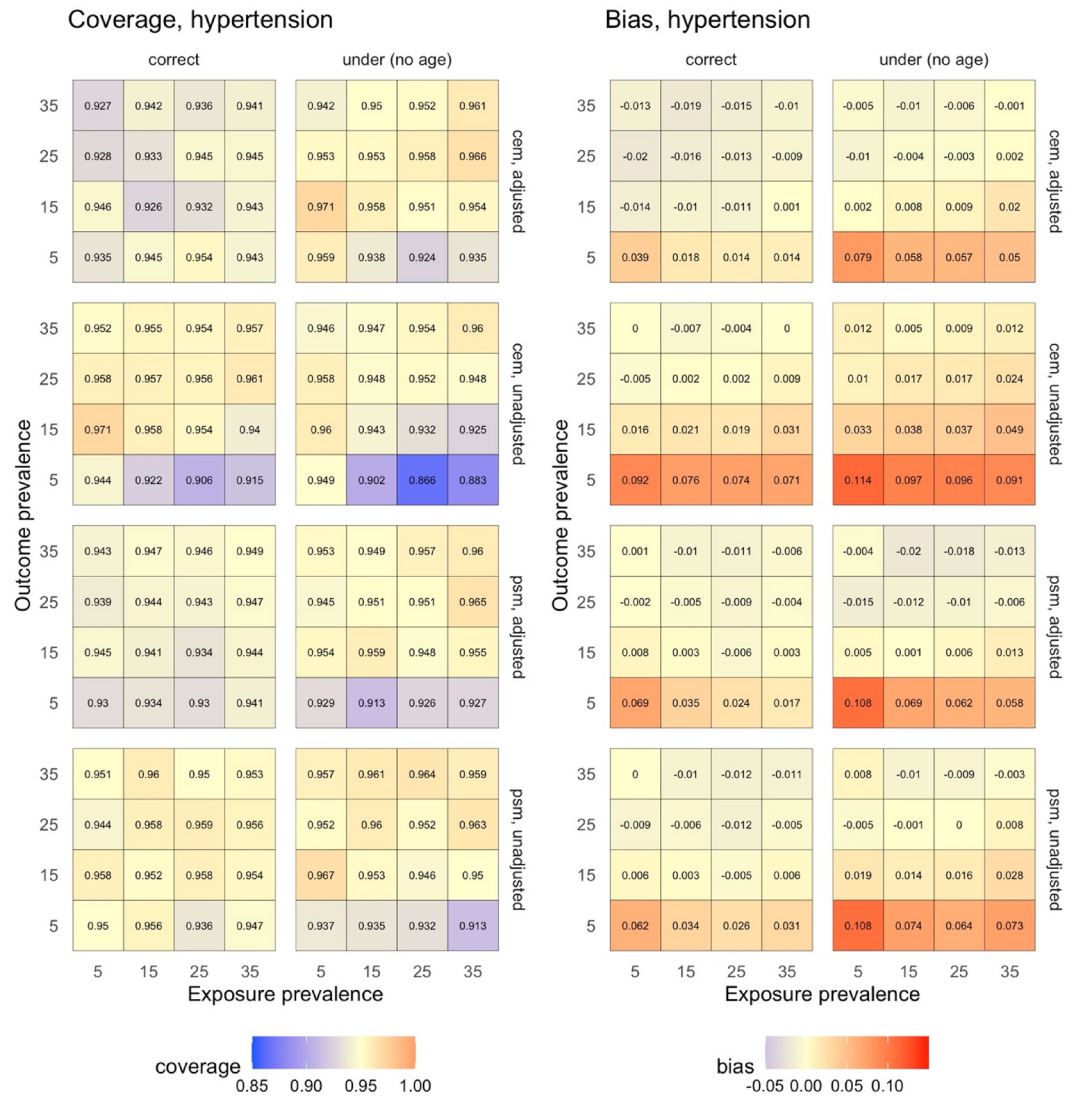 Coverage, hypertension
correct under (no age)
35 0.927 0.942 0.936 0.941 0.942 0.95 0.952 0.961
25 0.928 0.933 0.945 0.945 0.953 0.953 0.958 0.966
15 0.946 0.926 0.932 0.943 0.971 0.958 0.951 0.954
5 0.935 0.945 0.954 0.943 0.959 0.938 0.924 0.935
cem, adjusted
35 0.952 0.955 0.954 0.957 0.946 0.947 0.954 0.96
25 0.958 0.957 0.956 0.961 0.958 0.948 0.952 0.948
15 0.971 0.958 0.954 0.94 0.96 0.943 0.932 0.925
5 0.944 0.922 0.906 0.915 0.949 0.902 0.866 0.883
cem, unadjusted
Outcome prevalence
35 0.943 0.947 0.946 0.949 0.953 0.949 0.957 0.96
25 0.939 0.944 0.943 0.947 0.945 0.951 0.951 0.965
15 0.945 0.941 0.934 0.944 0.954 0.959 0.948 0.955
5 0.93 0.934 0.93 0.941 0.929 0.913 0.926 0.927
psm, adjusted
35 0.951 0.96 0.95 0.953 0.957 0.961 0.964 0.959
25 0.944 0.958 0.959 0.956 0.952 0.96 0.952 0.963
15 0.958 0.952 0.958 0.954 0.967 0.953 0.946 0.95
5 0.95 0.956 0.936 0.947 0.937 0.935 0.932 0.913
psm, unadjusted
5 15 25 35 5 15 25 35
Exposure prevalence
coverage
0.85 0.90 0.95 1.00
Bias, hypertension
correct under (no age)
35 -0.013 -0.019 -0.015 -0.01 -0.005 -0.01 -0.006 -0.001
25 -0.02 -0.016 -0.013 -0.009 -0.01 -0.004 -0.003 0.002
15 -0.014 -0.01 -0.011 0.001 0.002 0.008 0.009 0.02
5 0.039 0.018 0.014 0.014 0.079 0.058 0.057 0.05
cem, adjusted
35 0 -0.007 -0.004 0 0.012 0.005 0.009 0.012
25 -0.005 0.002 0.002 0.009 0.01 0.017 0.017 0.024
15 0.016 0.021 0.019 0.031 0.033 0.038 0.037 0.049
5 0.092 0.076 0.074 0.071 0.114 0.097 0.096 0.091
cem, unadjusted
Outcome prevalence
35 0.001 -0.01 -0.011 -0.006 -0.004 -0.02 -0.018 -0.013
25 -0.002 -0.005 -0.009 -0.004 -0.015 -0.012 -0.01 -0.006
15 0.008 0.003 -0.006 0.003 0.005 0.001 0.006 0.013
5 0.069 0.035 0.024 0.017 0.108 0.069 0.062 0.058
psm, adjusted
35 0 -0.01 -0.012 -0.011 0.008 -0.01 -0.009 -0.003
25 -0.009 -0.006 -0.012 -0.005 -0.005 -0.001 0 0.008
15 0.006 0.003 -0.005 0.006 0.019 0.014 0.016 0.028
5 0.062 0.034 0.026 0.031 0.108 0.074 0.064 0.073
psm, unadjusted
5 15 25 35 5 15 25 35
Exposure prevalence
bias
-0.05 0.00 0.05 0.10